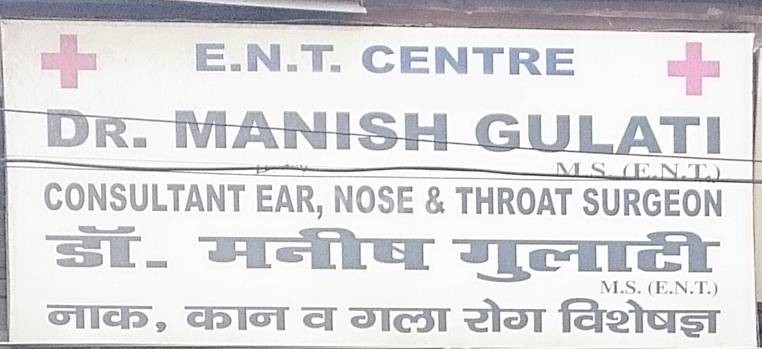 E.N.T. CENTRE
DR. MANISH GULATI
M.S. (E.N.T.)
CONSULTANT EAR, NOSE & THROAT SURGEON
डॉ. मनीष गुलाटी
M.S. (E.N.T.)
नाक, कान व गला रोग विशेषज्ञ